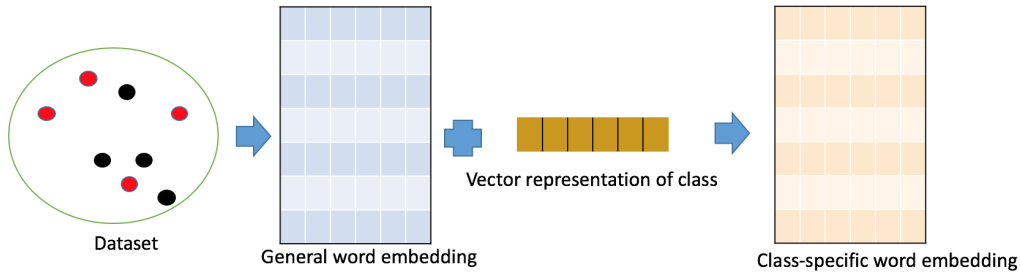 Dataset
General word embedding
Vector representation of class
Class-specific word embedding